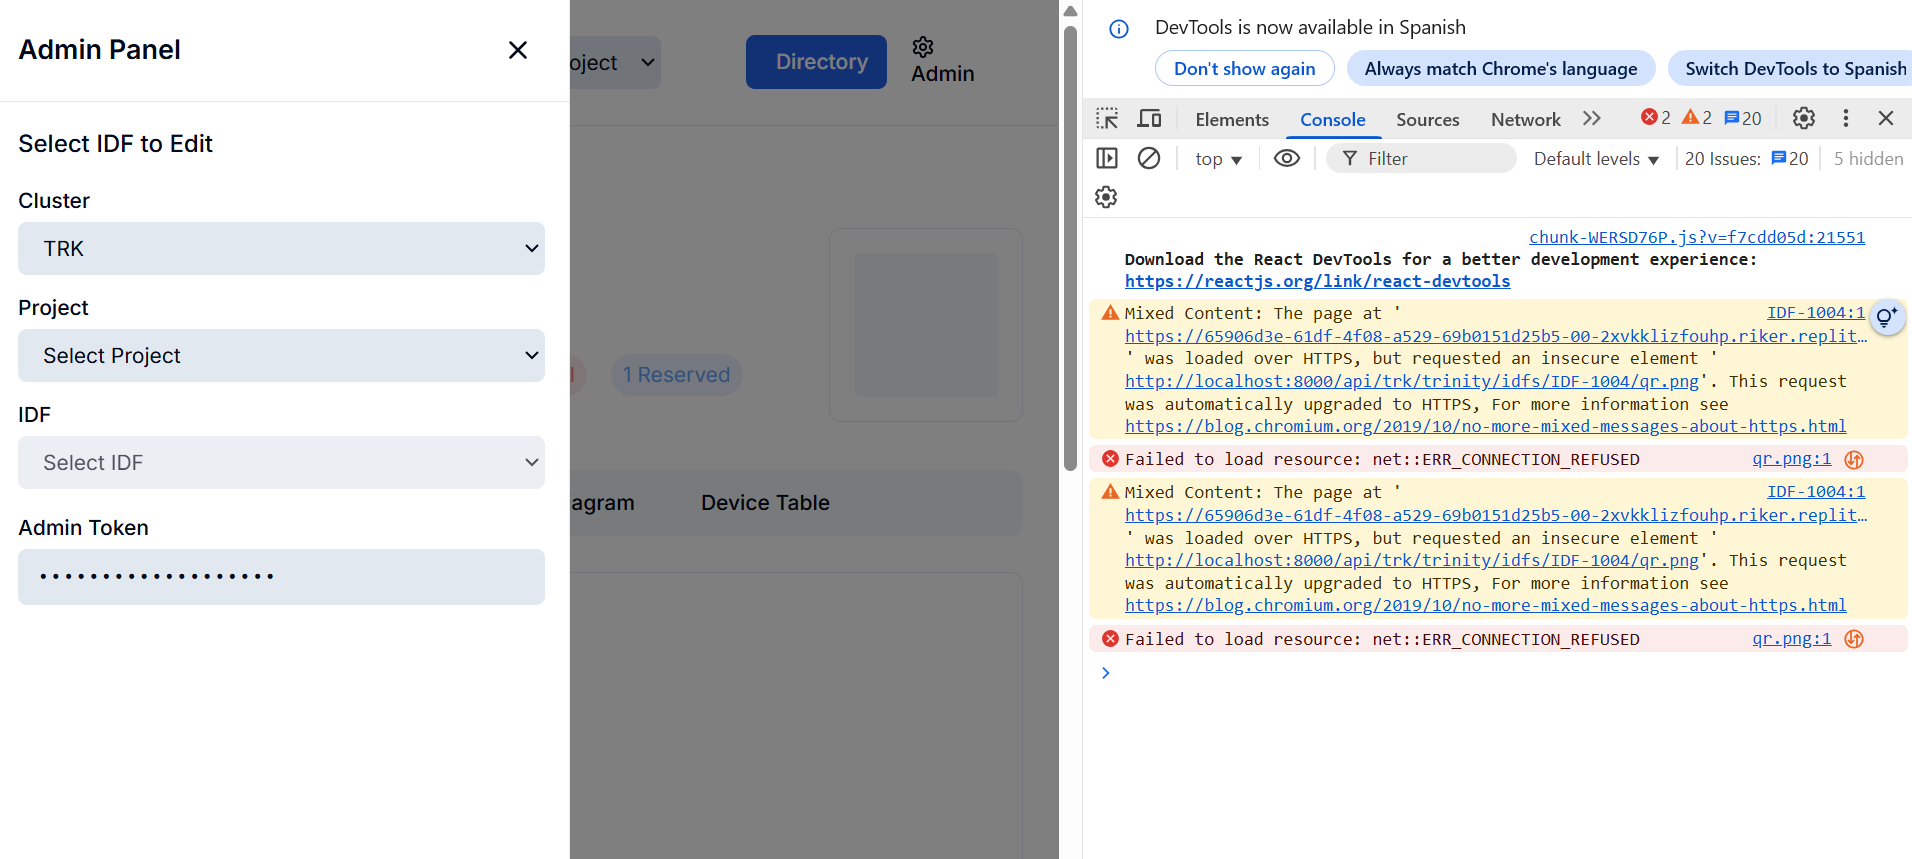 Admin Panel
Select IDF to Edit
Cluster
TRK
Project
Select Project
IDF
Select IDF
Admin Token
•••••••••••••••••••
oject
Directory
Admin
l
1 Reserved
agram
Device Table
DevTools is now available in Spanish
Don't show again
Always match Chrome's language
Switch DevTools to Spanish
Elements
Console
Sources
Network
2
2
20
top
Filter
Default levels
20 Issues:
20
5 hidden
chunk-WERSD76P.js?v=f7cdd05d:21551
Download the React DevTools for a better development experience:
https://reactjs.org/link/react-devtools
Mixed Content: The page at '
IDF-1004:1
https://65906d3e-61df-4f08-a529-69b0151d25b5-00-2xvkklizfouhp.riker.replit…
' was loaded over HTTPS, but requested an insecure element '
http://localhost:8000/api/trk/trinity/idfs/IDF-1004/qr.png'. This request
was automatically upgraded to HTTPS, For more information see
https://blog.chromium.org/2019/10/no-more-mixed-messages-about-https.html
Failed to load resource: net::ERR_CONNECTION_REFUSED
qr.png:1
Mixed Content: The page at '
IDF-1004:1
https://65906d3e-61df-4f08-a529-69b0151d25b5-00-2xvkklizfouhp.riker.replit…
' was loaded over HTTPS, but requested an insecure element '
http://localhost:8000/api/trk/trinity/idfs/IDF-1004/qr.png'. This request
was automatically upgraded to HTTPS, For more information see
https://blog.chromium.org/2019/10/no-more-mixed-messages-about-https.html
Failed to load resource: net::ERR_CONNECTION_REFUSED
qr.png:1